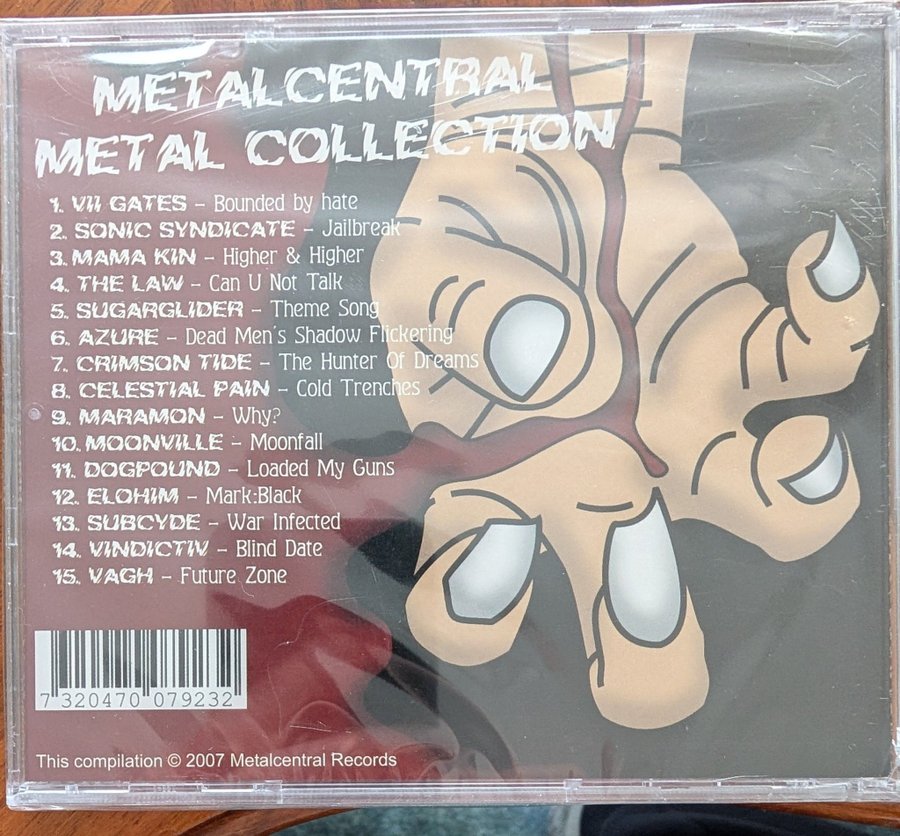 METALCENTRAL
METAL COLLECTION
1. VII GATES – Bounded by hate
2. SONIC SYNDICATE – Jailbreak
3. MAMA KIN – Higher & Higher
4. THE LAW – Can U Not Talk
5. SUGARGLIDER – Theme Song
6. AZURE – Dead Men's Shadow Flickering
7. CRIMSON TIDE – The Hunter Of Dreams
8. CELESTIAL PAIN – Cold Trenches
9. MARAMON – Why?
10. MOONVILLE – Moonfall
11. DOGPOUND – Loaded My Guns
12. ELOHIM – Mark:Black
13. SUBCYDE – War Infected
14. VINDICTIV – Blind Date
15. VAGH – Future Zone
7 320470 079232
This compilation © 2007 Metalcentral Records